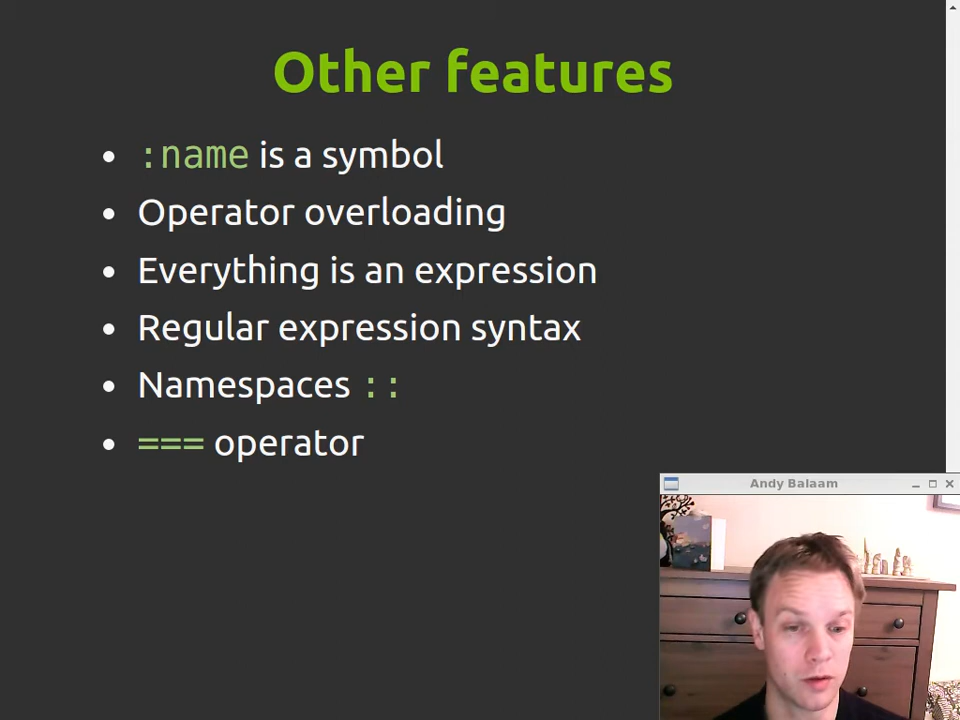 Other features
:name is a symbol
Operator overloading
Everything is an expression
Regular expression syntax
Namespaces ::
=== operator
Andy Balaam